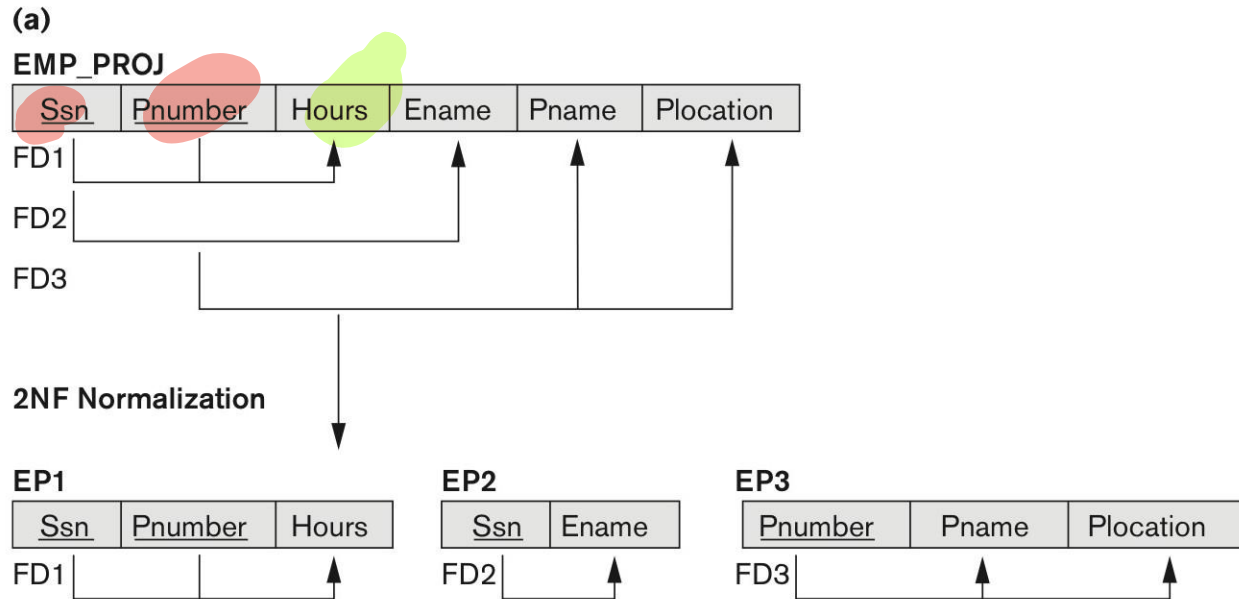 (a)
EMP_PROJ
Ssn Pnumber Hours Ename Pname Plocation
FD1
FD2
FD3
2NF Normalization
EP1 EP2 EP3
Ssn Pnumber Hours Ssn Ename Pnumber Pname Plocation
FD1 FD2 FD3